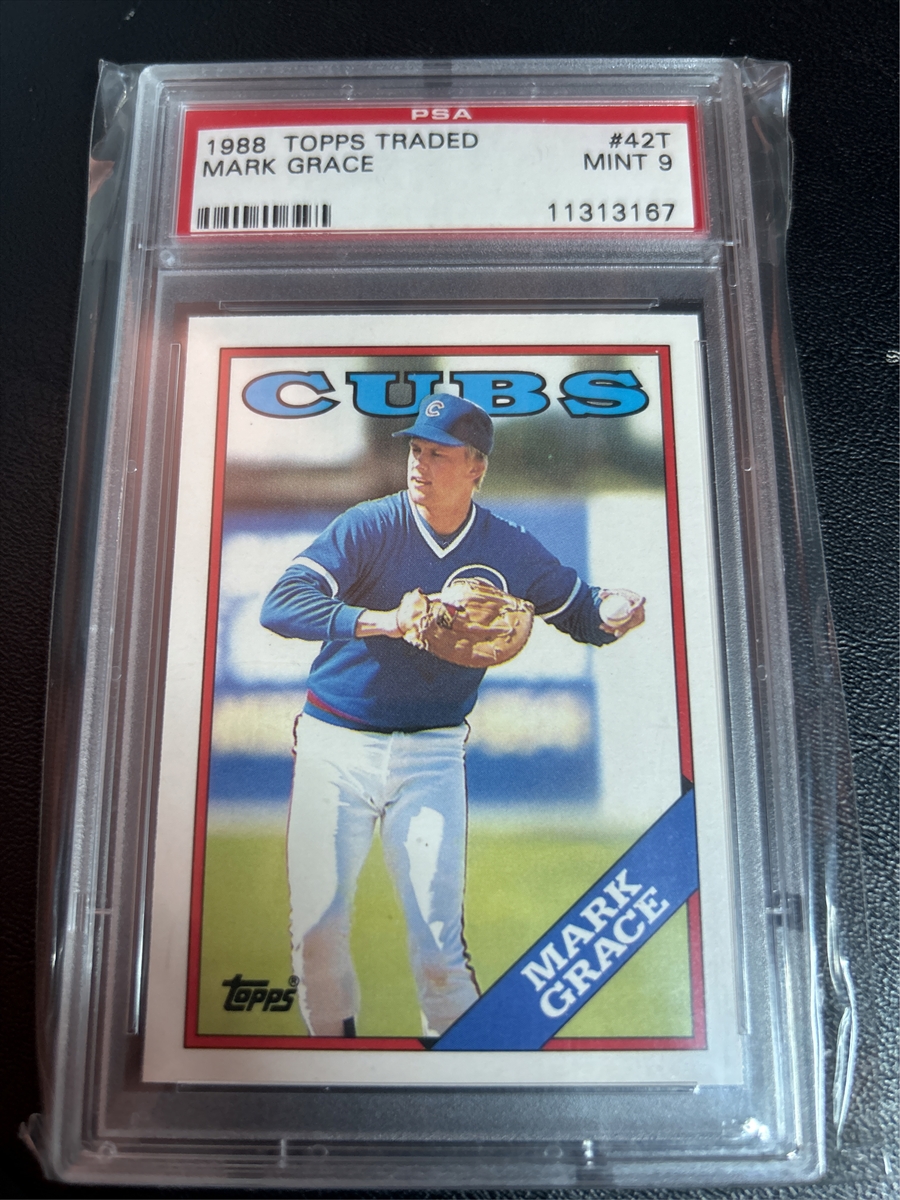 PSA
1988 TOPPS TRADED #42T
MARK GRACE MINT 9
11313167
CUBS
C
MARK
GRACE
Topps®